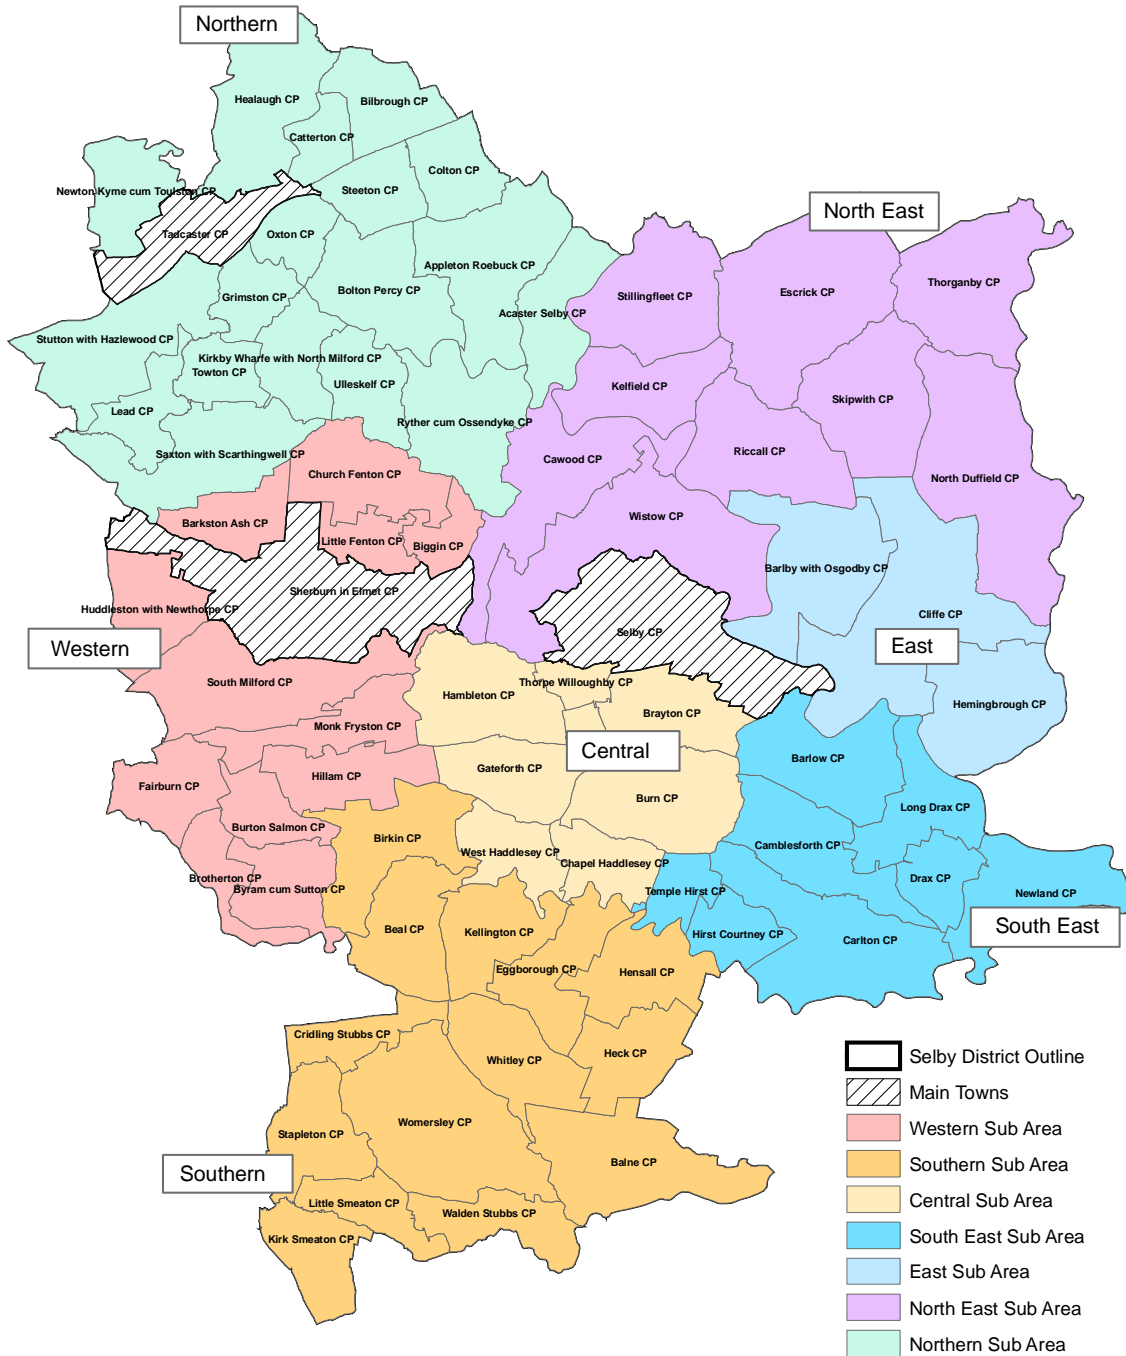 Northern
Healaugh CP
Bilbrough CP
Catterton CP
Colton CP
Steeton CP
Newton Kyme cum Toulston CP
Tadcaster CP
Oxton CP
North East
Appleton Roebuck CP
Thorganby CP
Bolton Percy CP
Escrick CP
Grimston CP
Stillingfleet CP
Acaster Selby CP
Stutton with Hazlewood CP
Kirkby Wharfe with North Milford CP
Towton CP
Ulleskelf CP
Kelfield CP
Skipwith CP
Lead CP
Ryther cum Ossendyke CP
Saxton with Scarthingwell CP
Riccall CP
Cawood CP
Church Fenton CP
North Duffield CP
Wistow CP
Barkston Ash CP
Little Fenton CP
Biggin CP
Barlby with Osgodby CP
Sherburn in Elmet CP
Huddleston with Newthorpe CP
Cliffe CP
Selby CP
Western
East
South Milford CP
Thorpe Willoughby CP
Hambleton CP
Hemingbrough CP
Brayton CP
Monk Fryston CP
Central
Barlow CP
Gateforth CP
Hillam CP
Fairburn CP
Burn CP
Long Drax CP
Burton Salmon CP
Birkin CP
Camblesforth CP
West Haddlesey CP
Chapel Haddlesey CP
Brotherton CP
Drax CP
Byram cum Sutton CP
Temple Hirst CP
Newland CP
South East
Beal CP
Kellington CP
Hirst Courtney CP
Carlton CP
Eggborough CP
Hensall CP
Cridling Stubbs CP
Heck CP
Whitley CP
Selby District Outline
Main Towns
Womersley CP
Western Sub Area
Stapleton CP
Balne CP
Southern Sub Area
Southern
Little Smeaton CP
Central Sub Area
Walden Stubbs CP
Kirk Smeaton CP
South East Sub Area
East Sub Area
North East Sub Area
Northern Sub Area